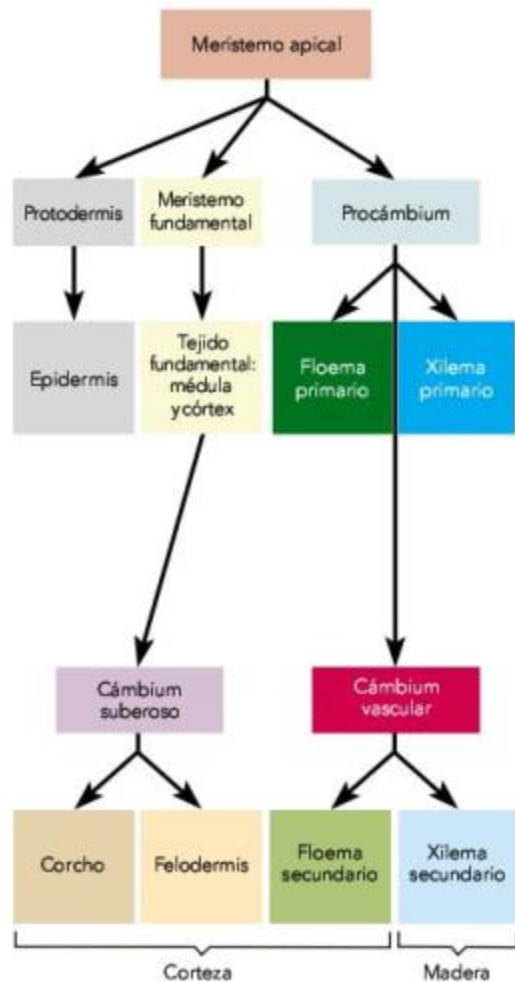 Meristemo apical
Protodermis
Meristemo
fundamental
Procámbium
Epidermis
Tejido
fundamental:
médula
y córtex
Floema
primario
Xilema
primario
Cámbium
suberoso
Cámbium
vascular
Corcho
Felodermis
Floema
secundario
Xilema
secundario
Corteza
Madera